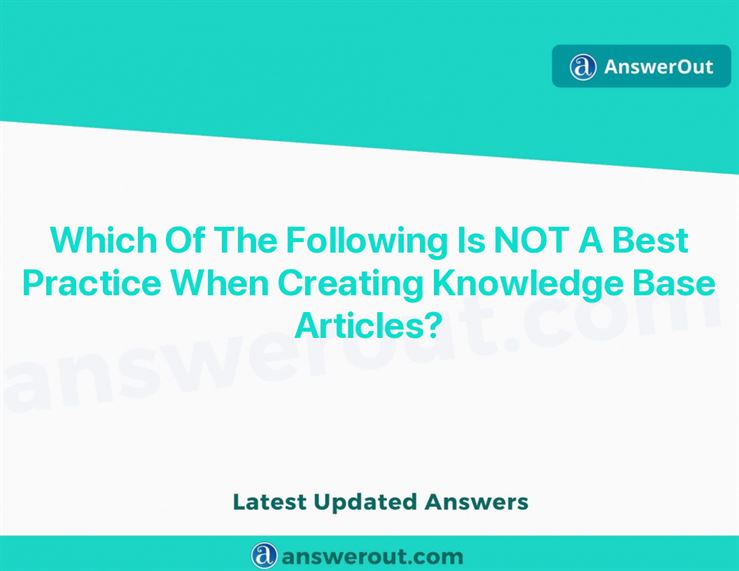 AnswerOut
Which Of The Following Is NOT A Best
Practice When Creating Knowledge Base
Articles?
answerout.com
Latest Updated Answers
answerout.com